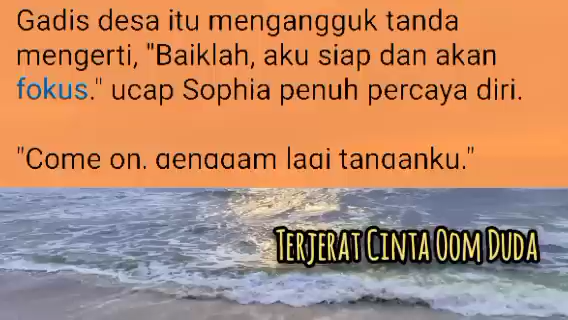 Gadis desa itu mengangguk tanda
mengerti, "Baiklah, aku siap dan akan
fokus." ucap Sophia penuh percaya diri.
"Come on, genggam lagi tanganku."
TERJERAT CINTA OOM DUDA